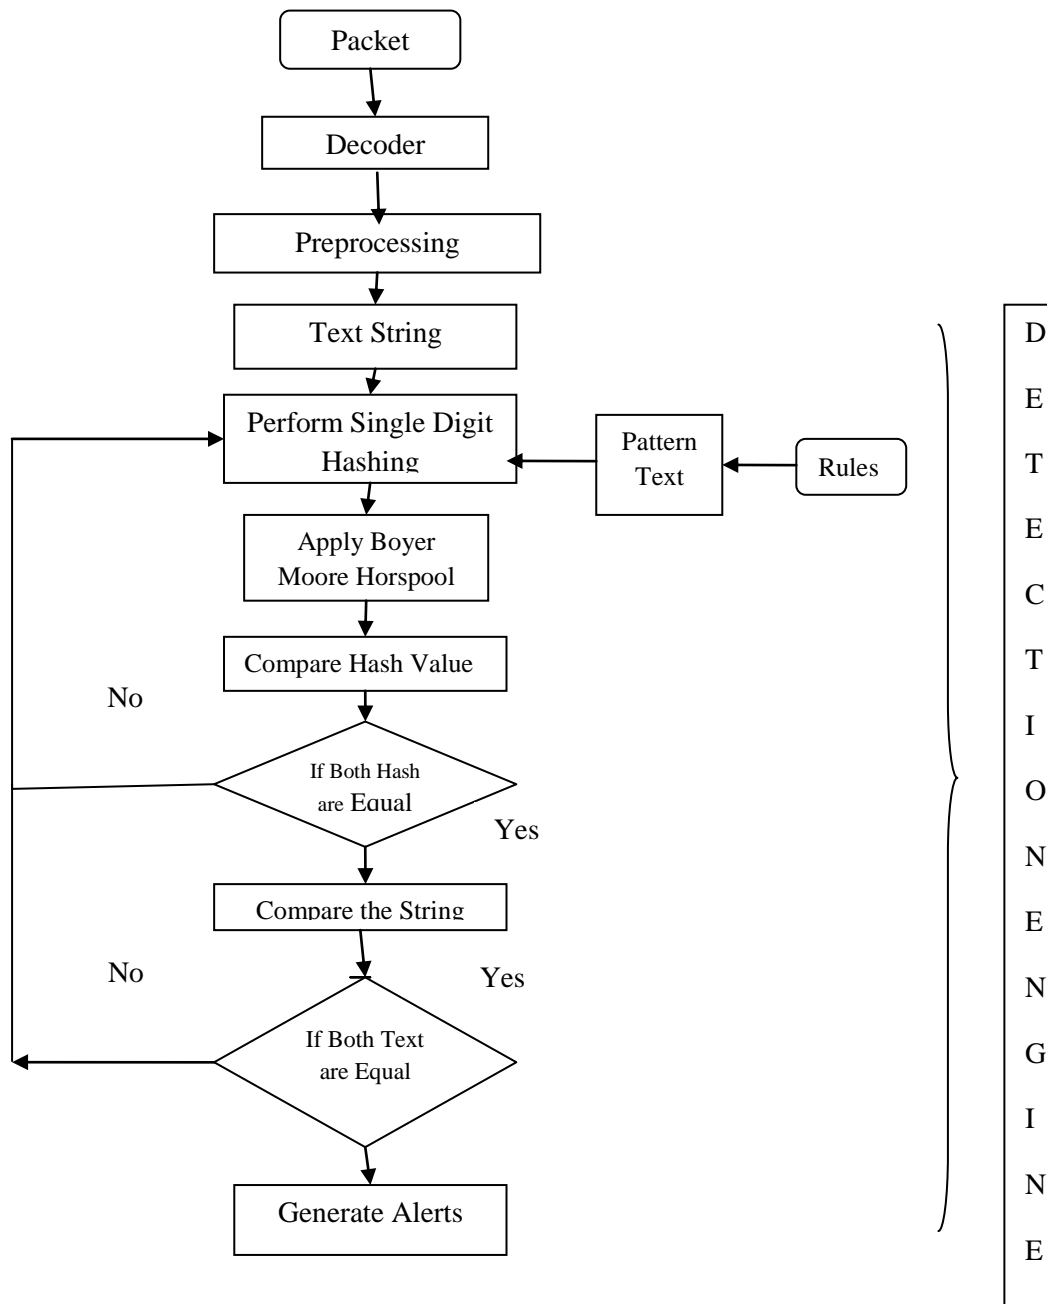 Packet
Decoder
Preprocessing
Text String
Perform Single Digit
Hashing
Pattern
Text
Rules
Apply Boyer
Moore Horspool
Compare Hash Value
No
If Both Hash
are Equal
Yes
Compare the String
No
Yes
If Both Text
are Equal
Generate Alerts
D
E
T
E
C
T
I
O
N
E
N
G
I
N
E